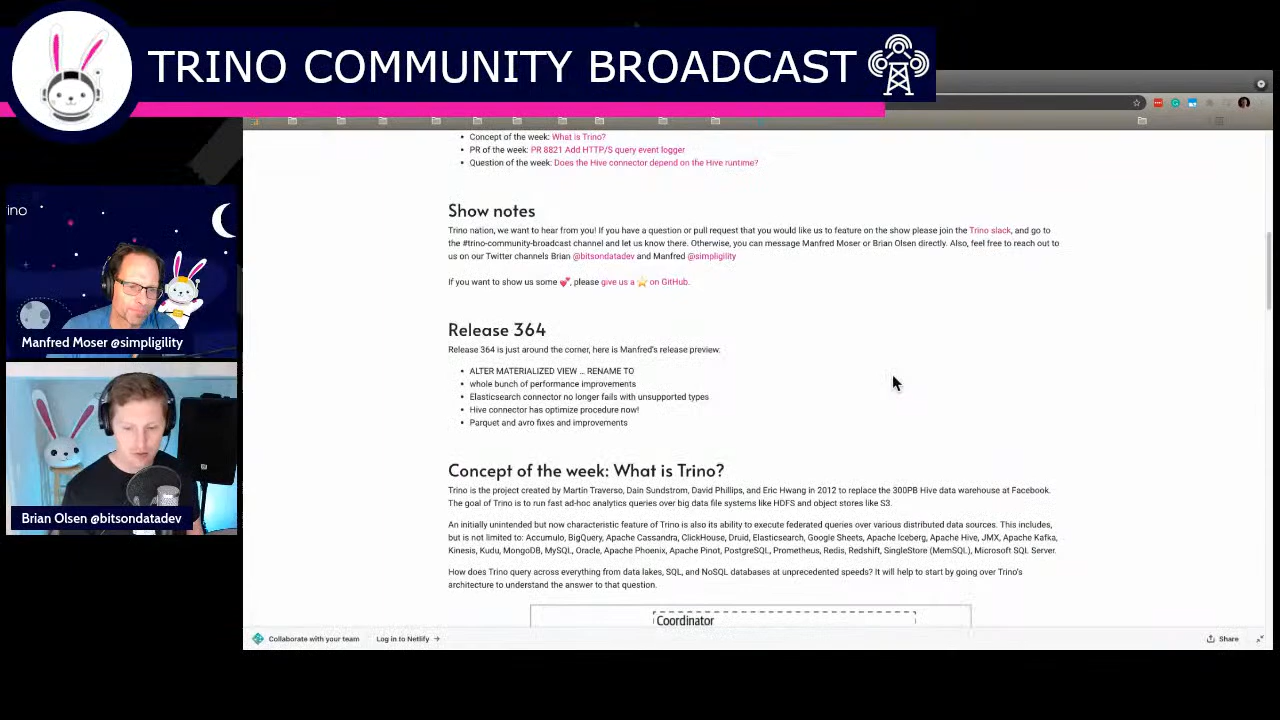 TRINO COMMUNITY BROADCAST
Concept of the week: What is Trino?
PR of the week: PR 8821 Add HTTP/S query event logger
Question of the week: Does the Hive connector depend on the Hive runtime?
Show notes
Trino nation, we want to hear from you! If you have a question or pull request that you would like us to feature on the show please join the Trino slack, and go to
the #trino-community-broadcast channel and let us know there. Otherwise, you can message Manfred Moser or Brian Olsen directly. Also, feel free to reach out to
us on our Twitter channels Brian @bitsondatadev and Manfred @simpligility
If you want to show us some 💕, please give us a ⭐ on GitHub.
Release 364
Release 364 is just around the corner, here is Manfred's release preview:
ALTER MATERIALIZED VIEW ... RENAME TO
whole bunch of performance improvements
Elasticsearch connector no longer fails with unsupported types
Hive connector has optimize procedure now!
Parquet and avro fixes and improvements
Concept of the week: What is Trino?
Trino is the project created by Martin Traverso, Dain Sundstrom, David Phillips, and Eric Hwang in 2012 to replace the 300PB Hive data warehouse at Facebook.
The goal of Trino is to run fast ad-hoc analytics queries over big data file systems like HDFS and object stores like S3.
An initially unintended but now characteristic feature of Trino is also its ability to execute federated queries over various distributed data sources. This includes,
but is not limited to: Accumulo, BigQuery, Apache Cassandra, ClickHouse, Druid, Elasticsearch, Google Sheets, Apache Iceberg, Apache Hive, JMX, Apache Kafka,
Kinesis, Kudu, MongoDB, MySQL, Oracle, Apache Phoenix, Apache Pinot, PostgreSQL, Prometheus, Redis, Redshift, SingleStore (MemSQL), Microsoft SQL Server.
How does Trino query across everything from data lakes, SQL, and NoSQL databases at unprecedented speeds? It will help to start by going over Trino's
architecture to understand the answer to that question.
Coordinator
Collaborate with your team
Log in to Netlify →
Share
ino
Manfred Moser @simpligility
Brian Olsen @bitsondatadev